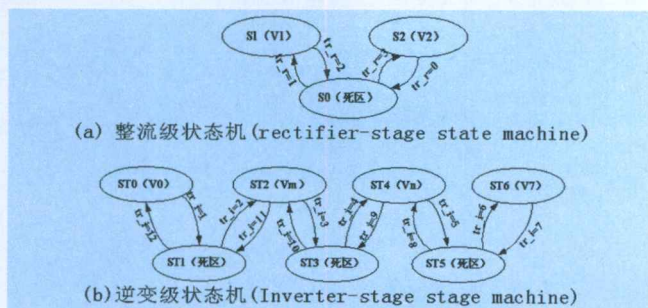 S1 (V1)
S2 (V2)
tr_r=1
tr_r=2
tr_r=3
tr_r=0
S0 (死区)
(a) 整流级状态机(rectifier-stage state machine)
ST0 (V0)
ST2 (Vm)
ST4 (Vn)
ST6 (V7)
tr_i=12
tr_i=1
tr_i=2
tr_i=11
tr_i=3
tr_i=10
tr_i=4
tr_i=9
tr_i=5
tr_i=8
tr_i=6
tr_i=7
ST1 (死区)
ST3 (死区)
ST5 (死区)
(b)逆变级状态机(Inverter-stage stage machine)